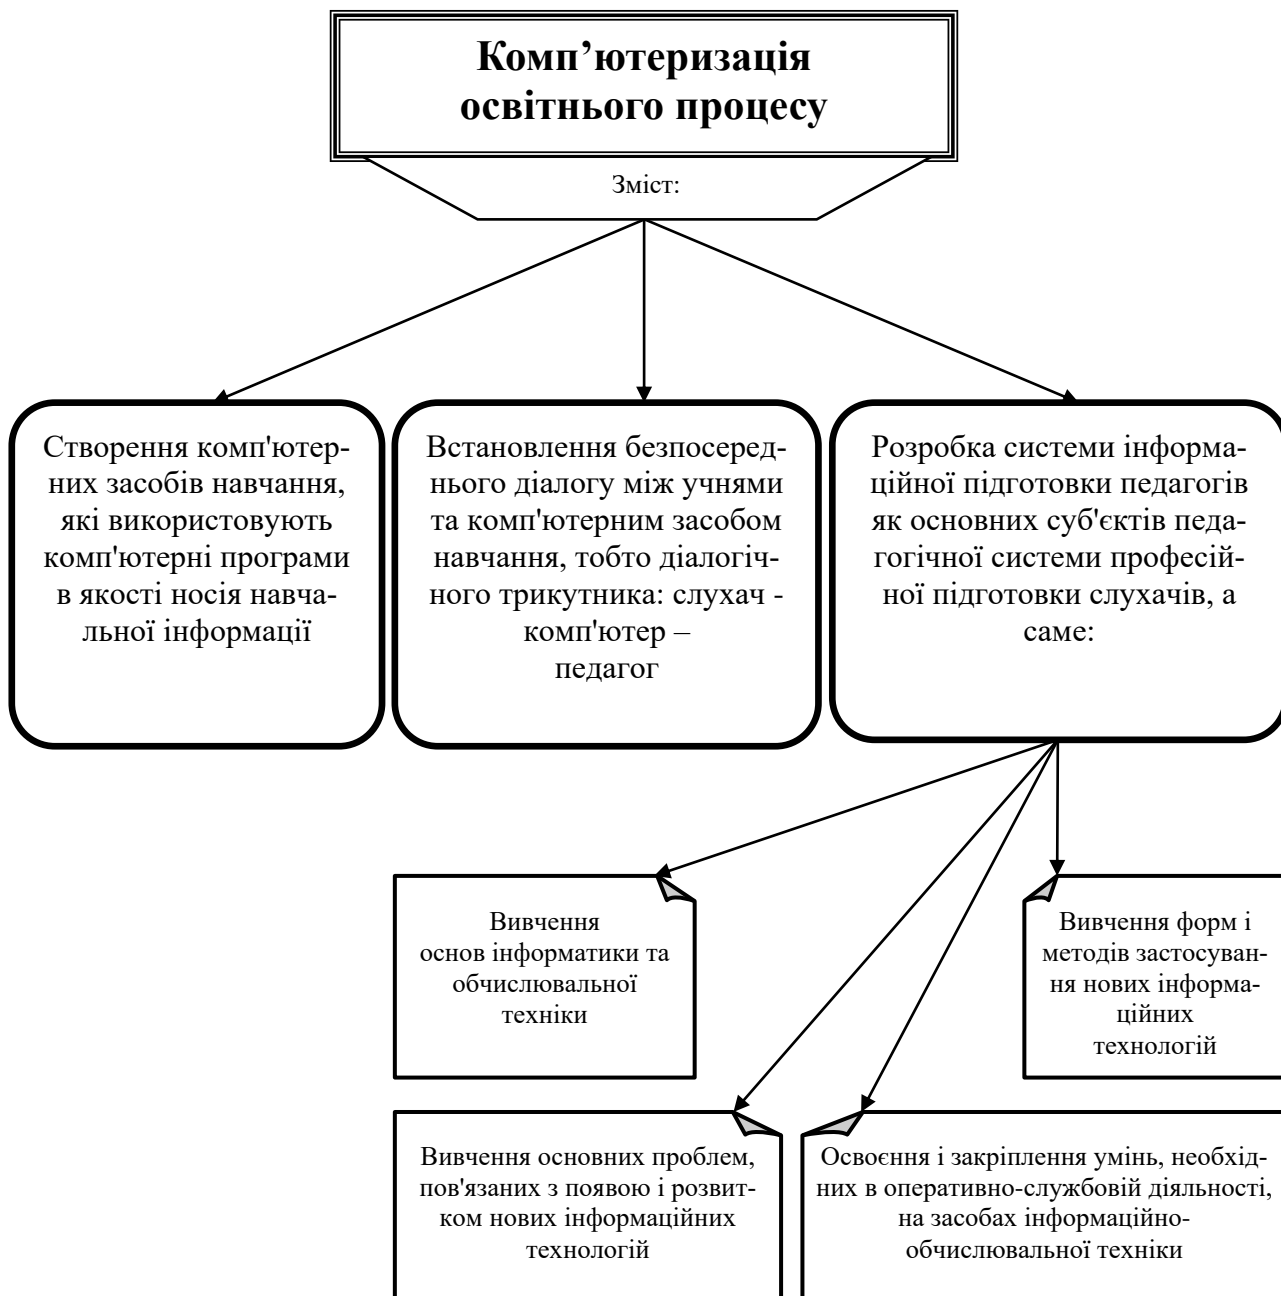 Комп’ютеризація
освітнього процесу
Зміст:
Створення комп'ютер-
них засобів навчання,
які використовують
комп'ютерні програми
в якості носія навча-
льної інформації
Встановлення безпосеред-
нього діалогу між учнями
та комп'ютерним засобом
навчання, тобто діалогіч-
ного трикутника: слухач -
комп'ютер –
педагог
Розробка системи інформа-
ційної підготовки педагогів
як основних суб'єктів педа-
гогічної системи професій-
ної підготовки слухачів, а
саме:
Вивчення
основ інформатики та
обчислювальної
техніки
Вивчення форм і
методів застосуван-
ня нових інформа-
ційних
технологій
Вивчення основних проблем,
пов'язаних з появою і розвит-
ком нових інформаційних
технологій
Освоєння і закріплення умінь, необхід-
них в оперативно-службовій діяльності,
на засобах інформаційно-
обчислювальної техніки